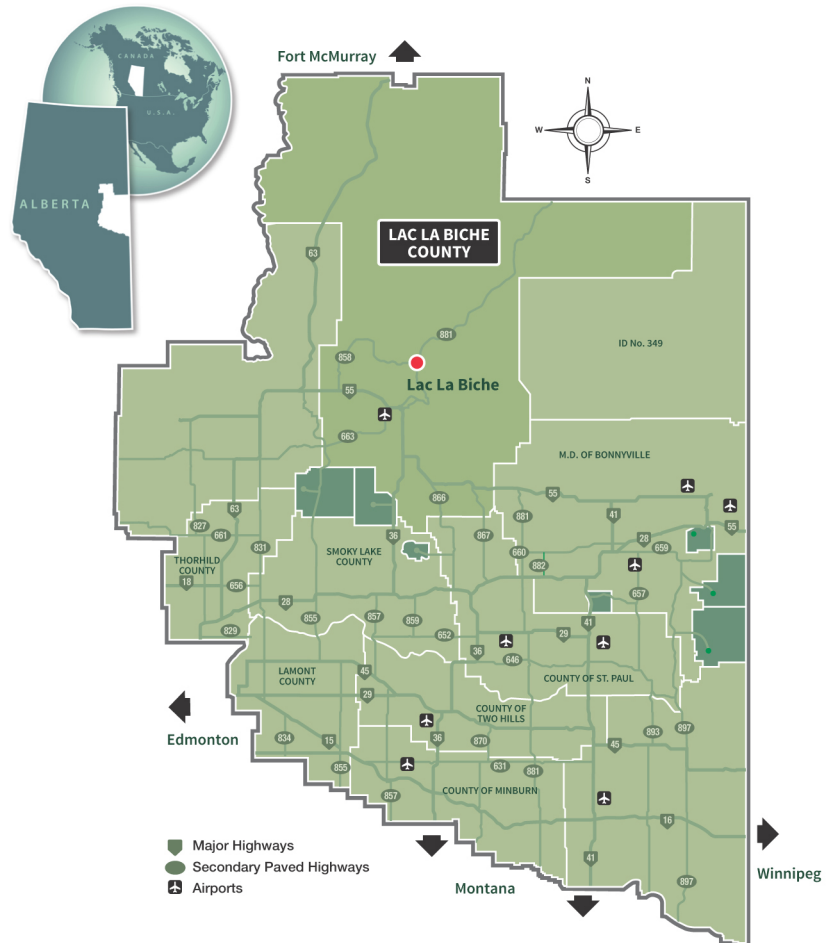 Fort McMurray
CANADA
U.S.A.
N
W
E
S
ALBERTA
LAC LA BICHE
COUNTY
63
881
ID No. 349
858
Lac La Biche
55
663
M.D. OF BONNYVILLE
866
55
63
881
41
827
36
867
55
661
28
831
SMOKY LAKE
COUNTY
660
659
THORHILD
COUNTY
882
18
656
657
28
855
857
859
41
829
652
29
36
646
LAMONT
COUNTY
45
COUNTY OF ST. PAUL
29
COUNTY OF
TWO HILLS
Edmonton
834
15
36
870
45
893
897
855
631
881
857
COUNTY OF MINBURN
16
Major Highways
41
Secondary Paved Highways
Winnipeg
Airports
Montana
897